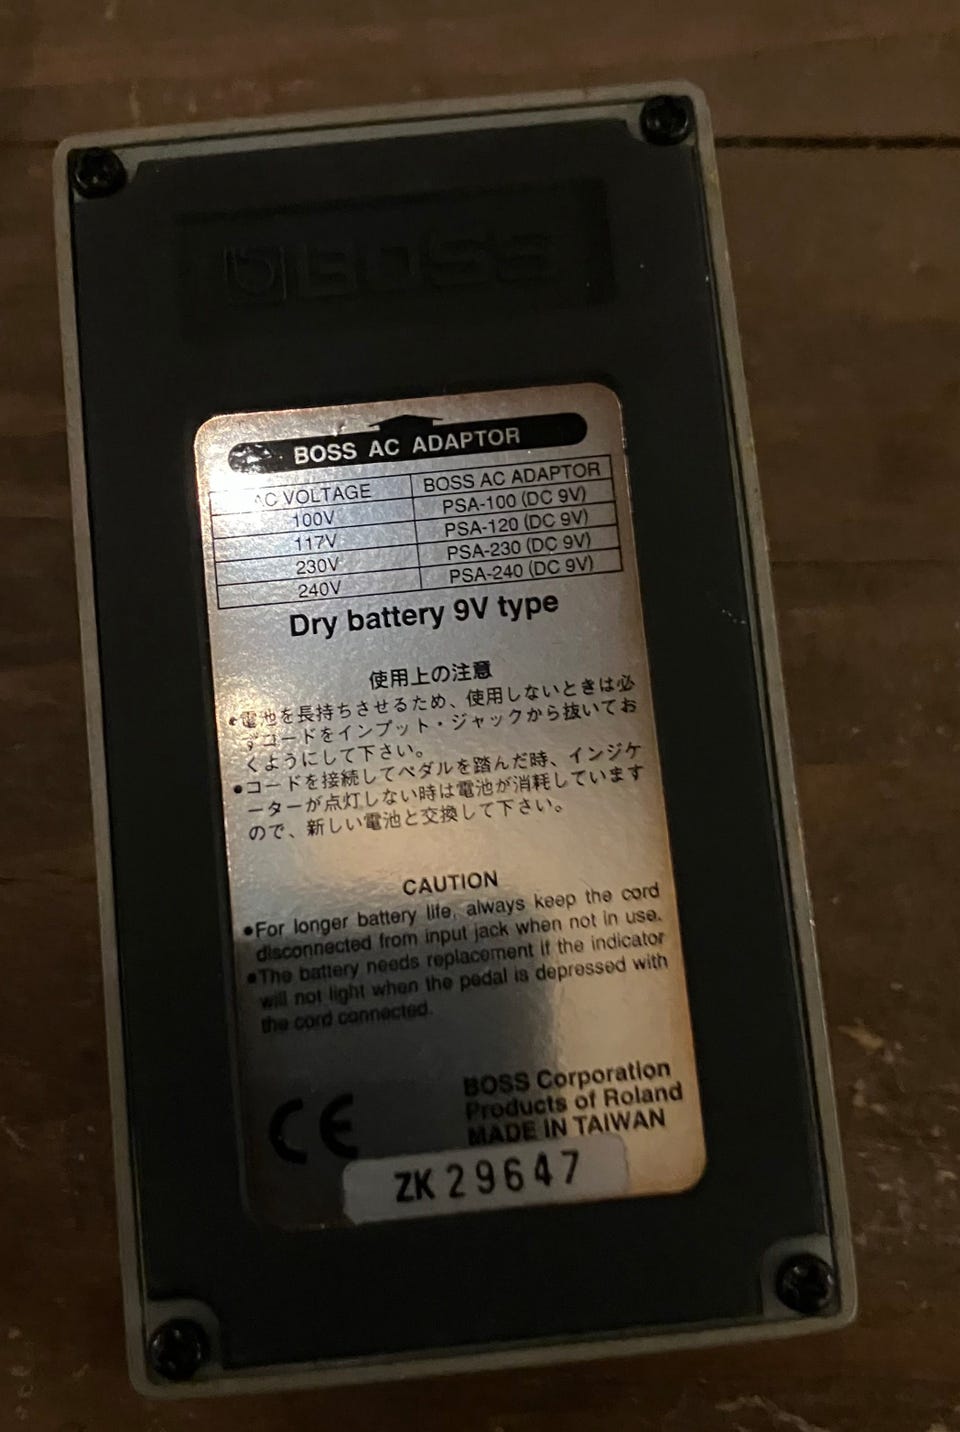 BOSS
BOSS AC ADAPTOR
AC VOLTAGE BOSS AC ADAPTOR
100V PSA-100 (DC 9V)
117V PSA-120 (DC 9V)
230V PSA-230 (DC 9V)
240V PSA-240 (DC 9V)
Dry battery 9V type
使用上の注意
●電池を長持ちさせるため、使用しないときは必
ずコードをインプット・ジャックから抜いてお
くようにして下さい。
●コードを接続してペダルを踏んだ時、インジケ
ーターが点灯しない時は電池が消耗しています
ので、新しい電池と交換して下さい。
CAUTION
●For longer battery life, always keep the cord
disconnected from input jack when not in use.
●The battery needs replacement if the indicator
will not light when the pedal is depressed with
the cord connected.
CE
BOSS Corporation
Products of Roland
MADE IN TAIWAN
ZK29647